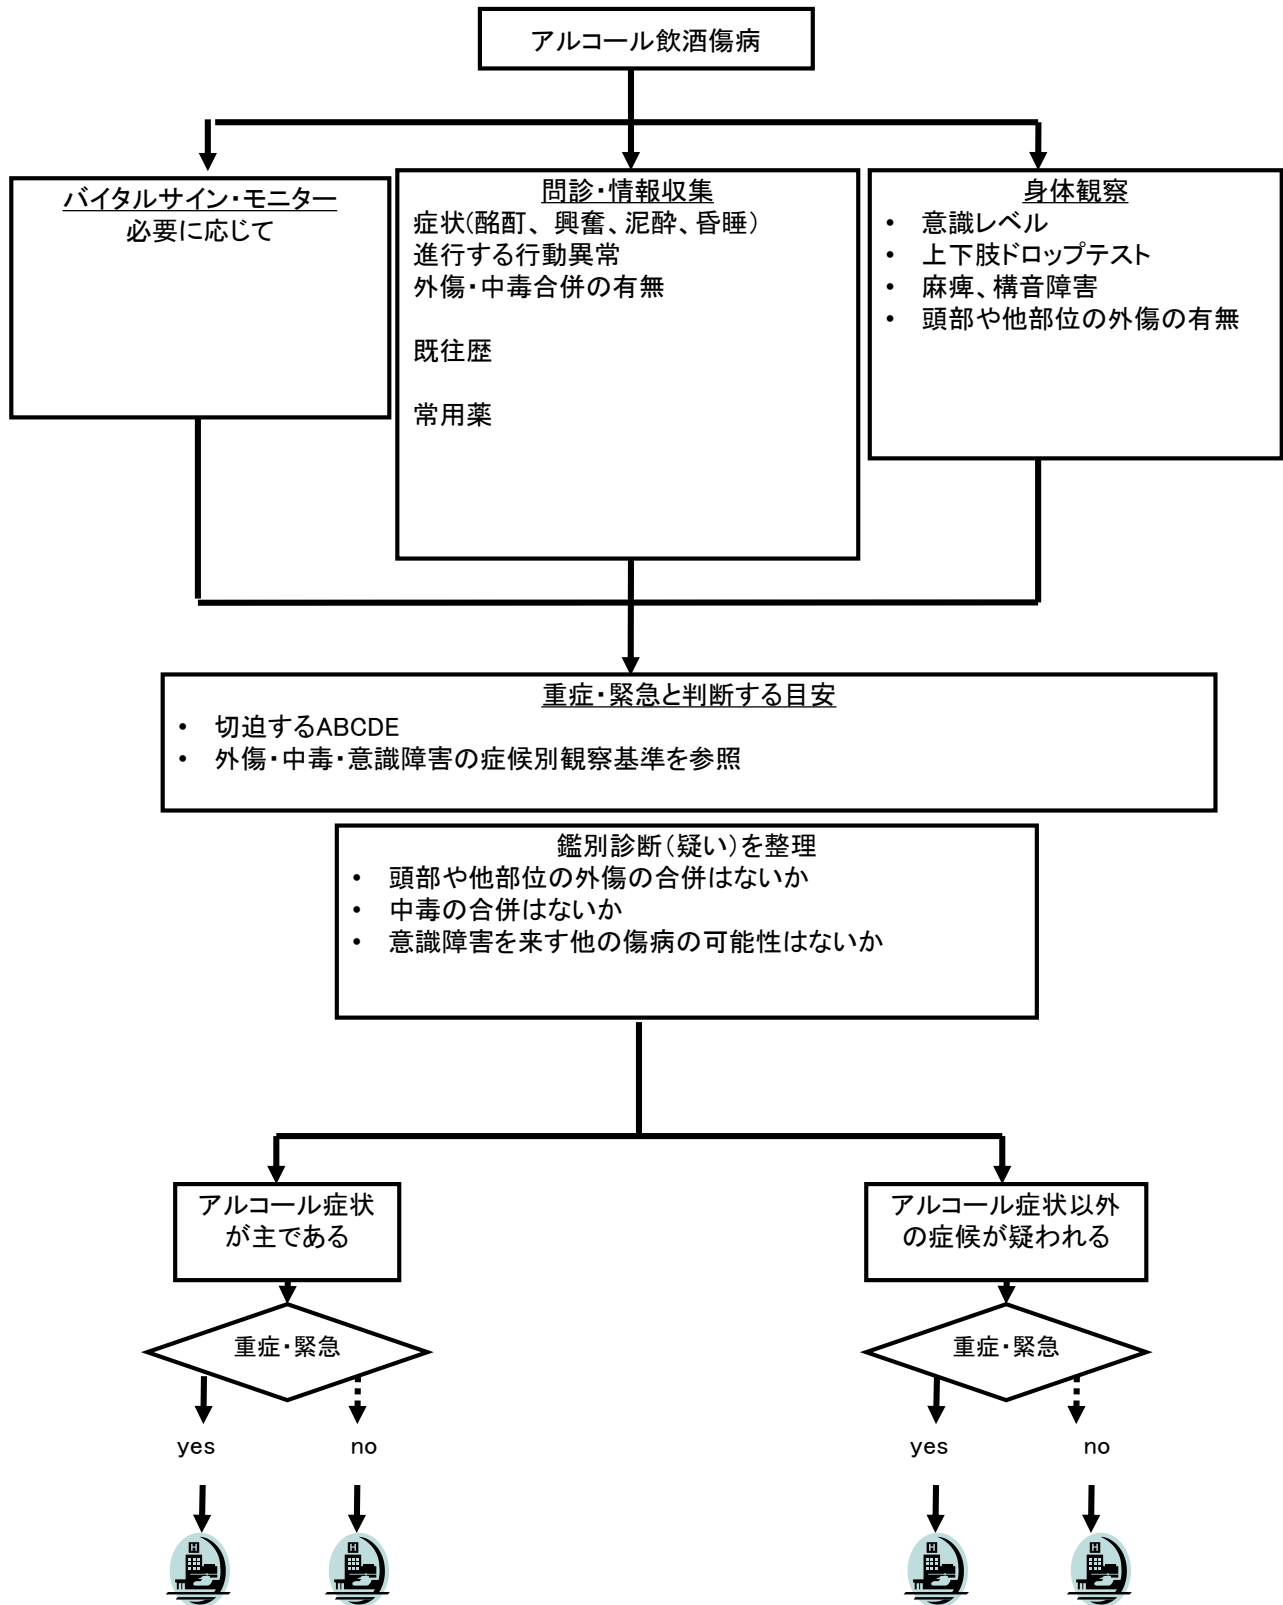 アルコール飲酒傷病
バイタルサイン・モニター
必要に応じて
問診・情報収集
症状(酩酊、 興奮、泥酔、昏睡)
進行する行動異常
外傷・中毒合併の有無
既往歴
常用薬
身体観察
• 意識レベル
• 上下肢ドロップテスト
• 麻痺、構音障害
• 頭部や他部位の外傷の有無
重症・緊急と判断する目安
• 切迫するABCDE
• 外傷・中毒・意識障害の症候別観察基準を参照
鑑別診断(疑い)を整理
• 頭部や他部位の外傷の合併はないか
• 中毒の合併はないか
• 意識障害を来す他の傷病の可能性はないか
アルコール症状
が主である
アルコール症状以外
の症候が疑われる
重症・緊急
重症・緊急
yes
no
yes
no
H
H
H
H